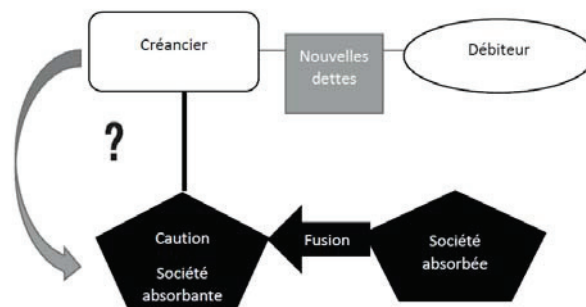 Créancier
Nouvelles
dettes
Débiteur
?
Caution
Société
absorbante
Fusion
Société
absorbée